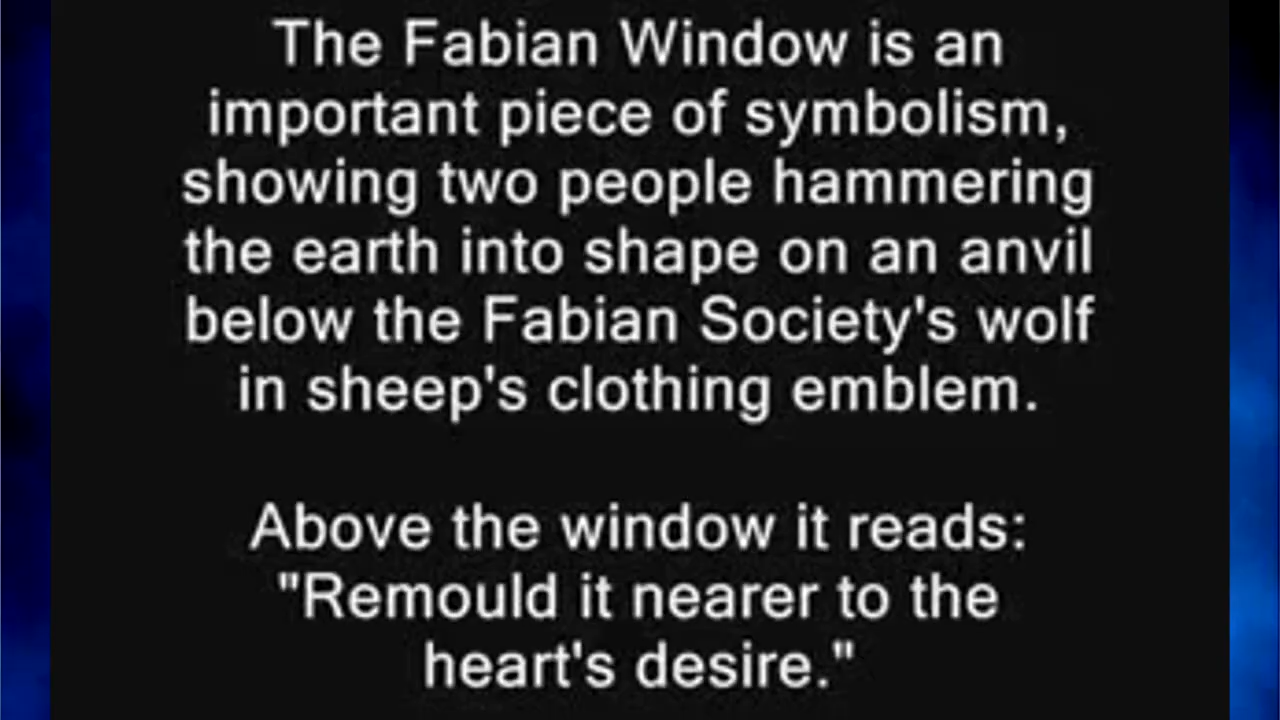 The Fabian Window is an
important piece of symbolism,
showing two people hammering
the earth into shape on an anvil
below the Fabian Society's wolf
in sheep's clothing emblem.
Above the window it reads:
"Remould it nearer to the
heart's desire."